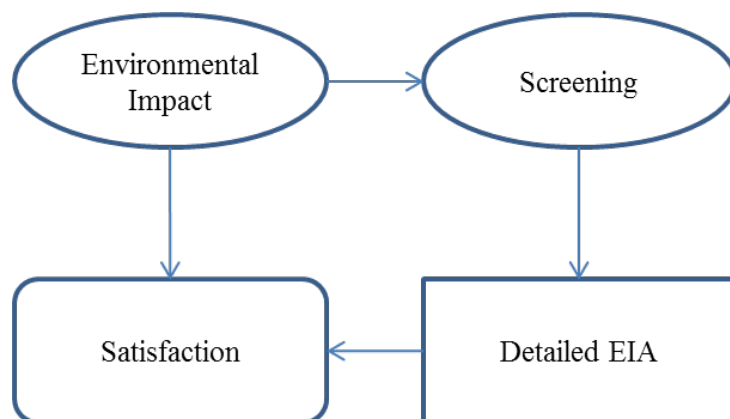 Environmental
Impact
Screening
Satisfaction
Detailed EIA